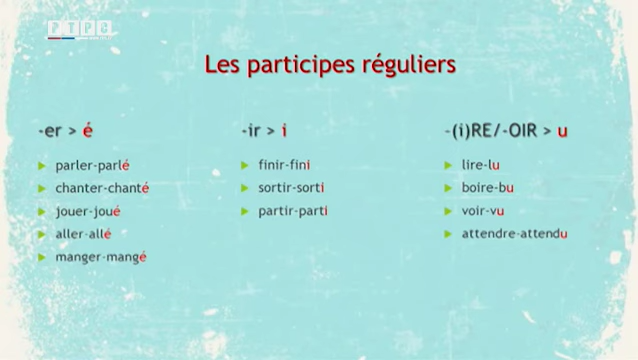 РТРС
Les participes réguliers
-er > é
parler-parlé
chanter-chanté
jouer-joué
aller-allé
manger-mangé
-ir > i
finir-fini
sortir-sorti
partir-parti
-(i)RE/-OIR > u
lire-lu
boire-bu
voir-vu
attendre-attendu